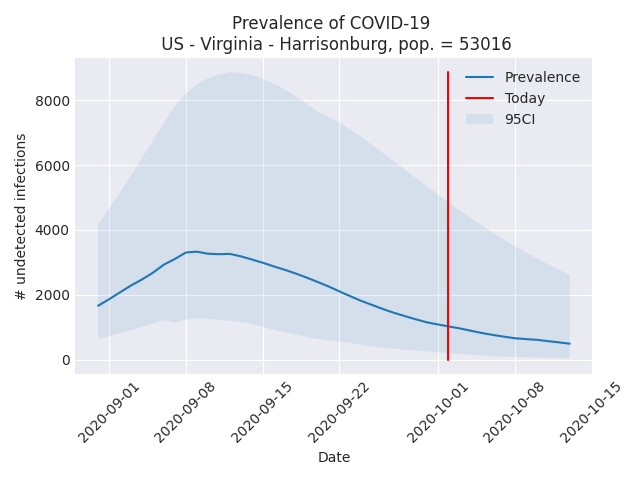 Prevalence of COVID-19
US - Virginia - Harrisonburg, pop. = 53016
Prevalence
Today
95CI
8000
6000
4000
2000
0
# undetected infections
2020-09-01
2020-09-08
2020-09-15
2020-09-22
2020-10-01
2020-10-08
2020-10-15
Date